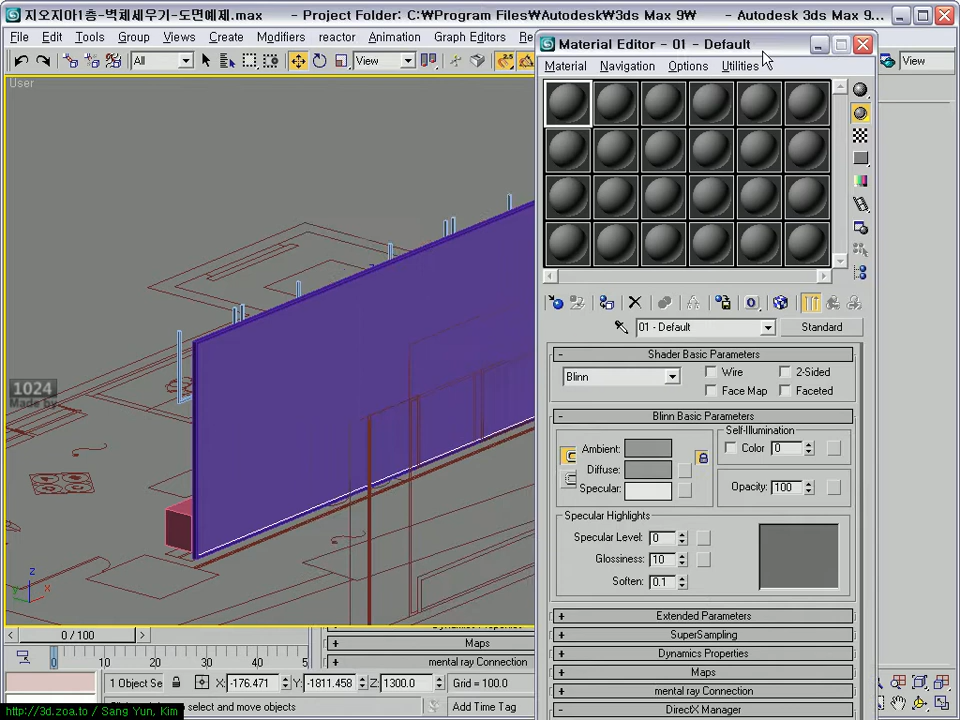 지오지아1층-벽체세우기-도면예제.max - Project Folder: C:₩Program Files₩Autodesk₩3ds Max 9₩ - Autodesk 3ds Max 9...
File Edit Tools Group Views Create Modifiers reactor Animation Graph Editors Re
All View View
User
Material Editor - 01 - Default
Material Navigation Options Utilities
01 - Default Standard
Shader Basic Parameters
Blinn Wire 2-Sided
Face Map Faceted
Blinn Basic Parameters
Ambient:
Diffuse:
Specular:
Self-Illumination
Color 0
Opacity: 100
Specular Highlights
Specular Level: 0
Glossiness: 10
Soften: 0.1
Extended Parameters
SuperSampling
Dynamics Properties
Maps
mental ray Connection
DirectX Manager
1024
Made by
0 / 100
0 10 20 30 40 5
Maps
mental ray Connection
1 Object Se X: -176.471 Y: -1811.458 Z: 1300.0 Grid = 100.0
select and move objects Add Time Tag
http://3d.zoa.to / Sang Yun, Kim